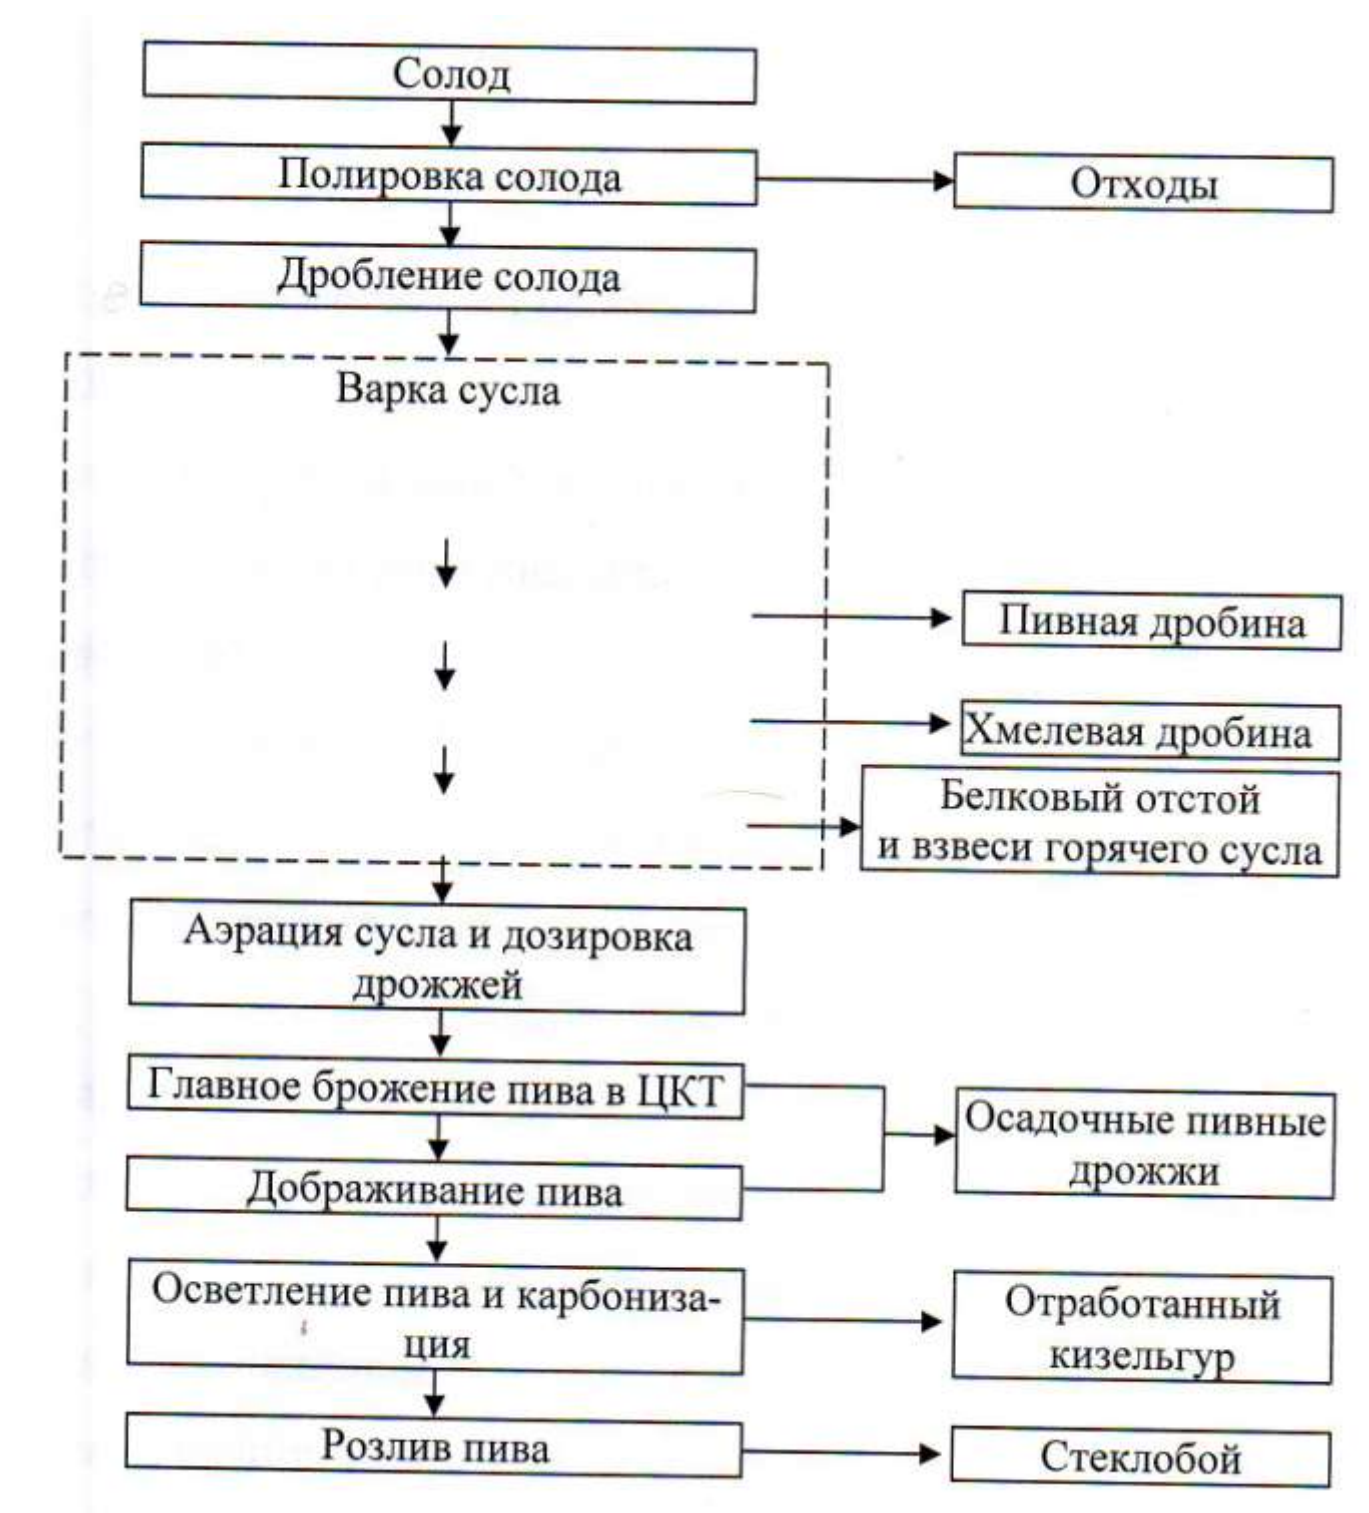 Солод
Полировка солода
Отходы
Дробление солода
Варка сусла
Пивная дробина
Хмелевая дробина
Белковый отстой
и взвеси горячего сусла
Аэрация сусла и дозировка
дрожжей
Главное брожение пива в ЦКТ
Осадочные пивные
дрожжи
Дображивание пива
Осветление пива и карбониза-
ция
Отработанный
кизельгур
Розлив пива
Стеклобой